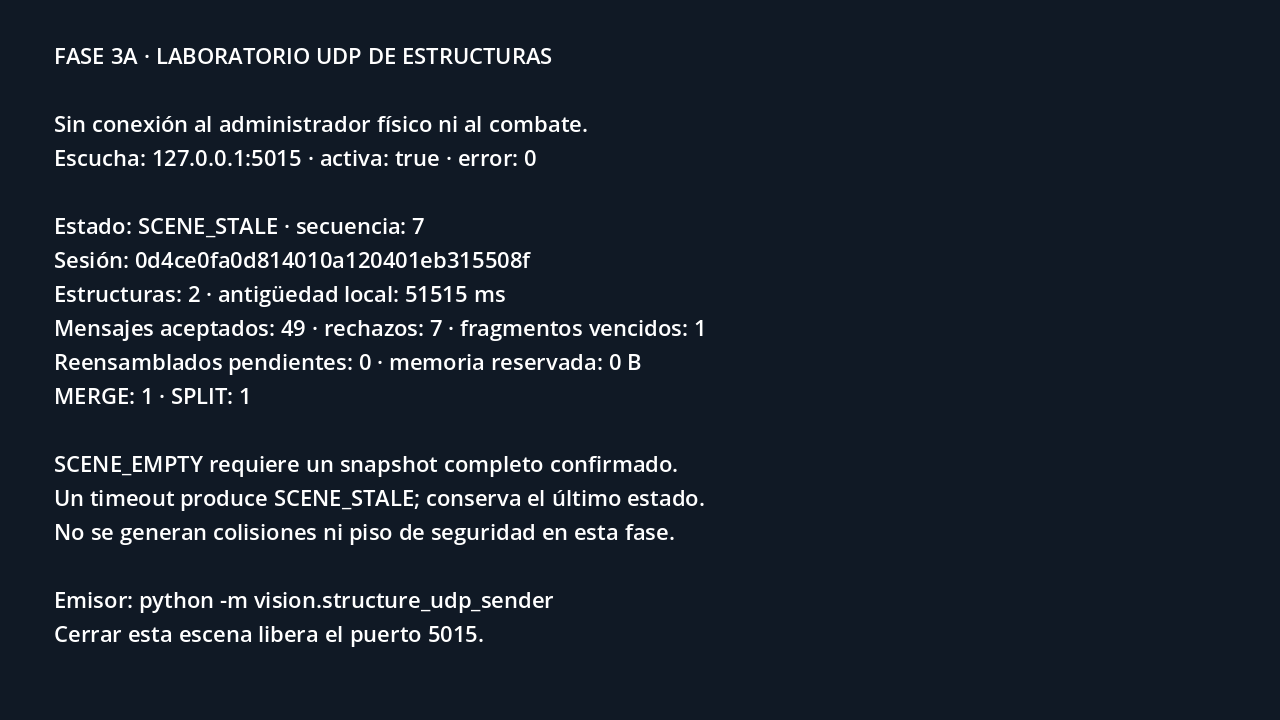 FASE 3A · LABORATORIO UDP DE ESTRUCTURAS
Sin conexión al administrador físico ni al combate.
Escucha: 127.0.0.1:5015 · activa: true · error: 0
Estado: SCENE_STALE · secuencia: 7
Sesión: 0d4ce0fa0d814010a120401eb315508f
Estructuras: 2 · antigüedad local: 51515 ms
Mensajes aceptados: 49 · rechazos: 7 · fragmentos vencidos: 1
Reensamblados pendientes: 0 · memoria reservada: 0 B
MERGE: 1 · SPLIT: 1
SCENE_EMPTY requiere un snapshot completo confirmado.
Un timeout produce SCENE_STALE; conserva el último estado.
No se generan colisiones ni piso de seguridad en esta fase.
Emisor: python -m vision.structure_udp_sender
Cerrar esta escena libera el puerto 5015.